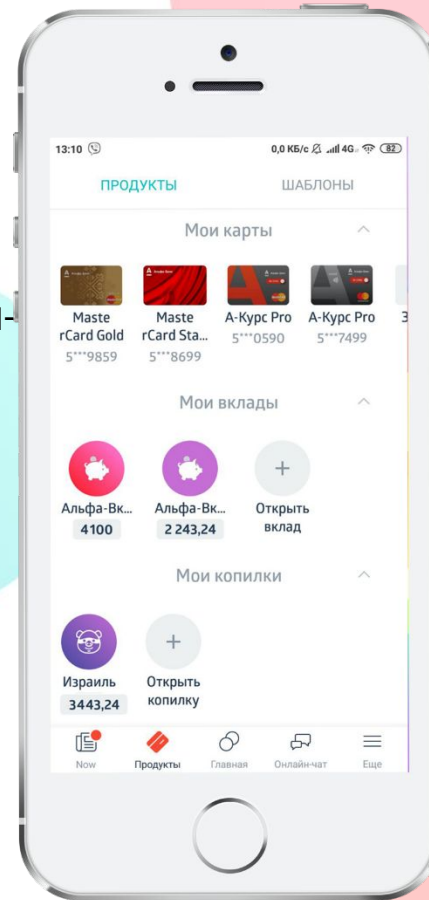 13:10
0,0 КБ/с 4G 82
ПРОДУКТЫ ШАБЛОНЫ
Мои карты
Maste
rCard Gold
5***9859
Maste
rCard Sta...
5***8699
А-Курс Pro
5***0590
А-Курс Pro
5***7499
З
Мои вклады
Альфа-Вк...
4100
Альфа-Вк...
2 243,24
Открыть
вклад
Мои копилки
Израиль
3443,24
Открыть
копилку
Now Продукты Главная Онлайн-чат Еще